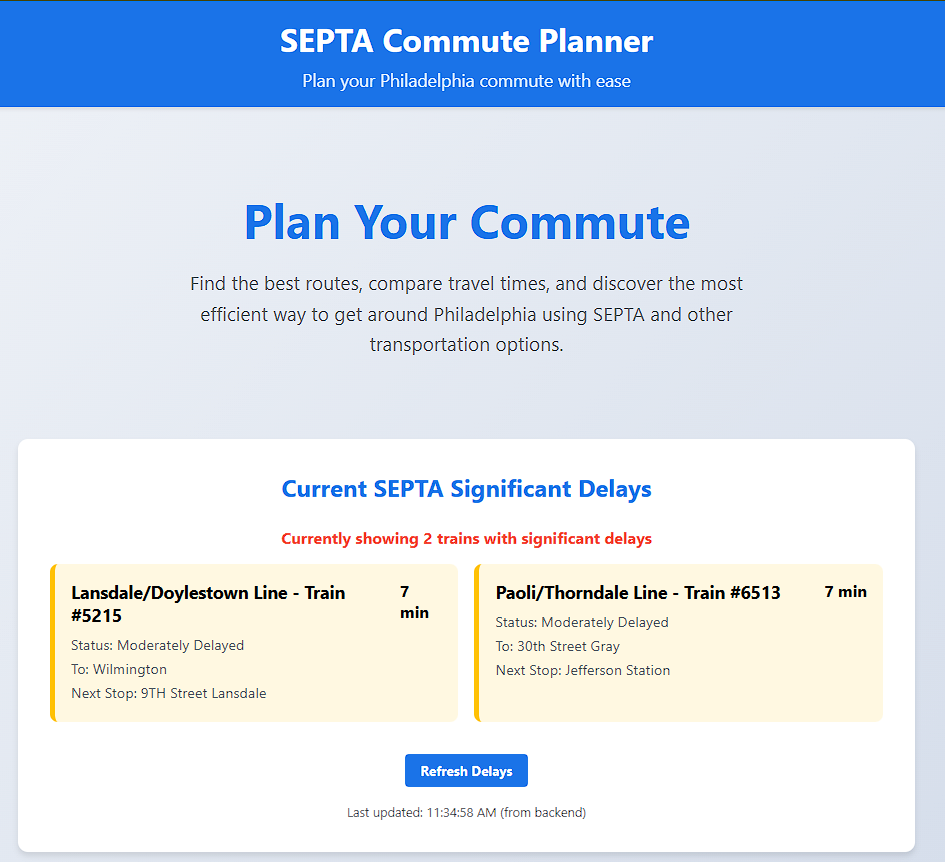 SEPTA Commute Planner
Plan your Philadelphia commute with ease
Plan Your Commute
Find the best routes, compare travel times, and discover the most
efficient way to get around Philadelphia using SEPTA and other
transportation options.
Current SEPTA Significant Delays
Currently showing 2 trains with significant delays
Lansdale/Doylestown Line - Train
#5215
7
min
Status: Moderately Delayed
To: Wilmington
Next Stop: 9TH Street Lansdale
Paoli/Thorndale Line - Train #6513
7 min
Status: Moderately Delayed
To: 30th Street Gray
Next Stop: Jefferson Station
Refresh Delays
Last updated: 11:34:58 AM (from backend)